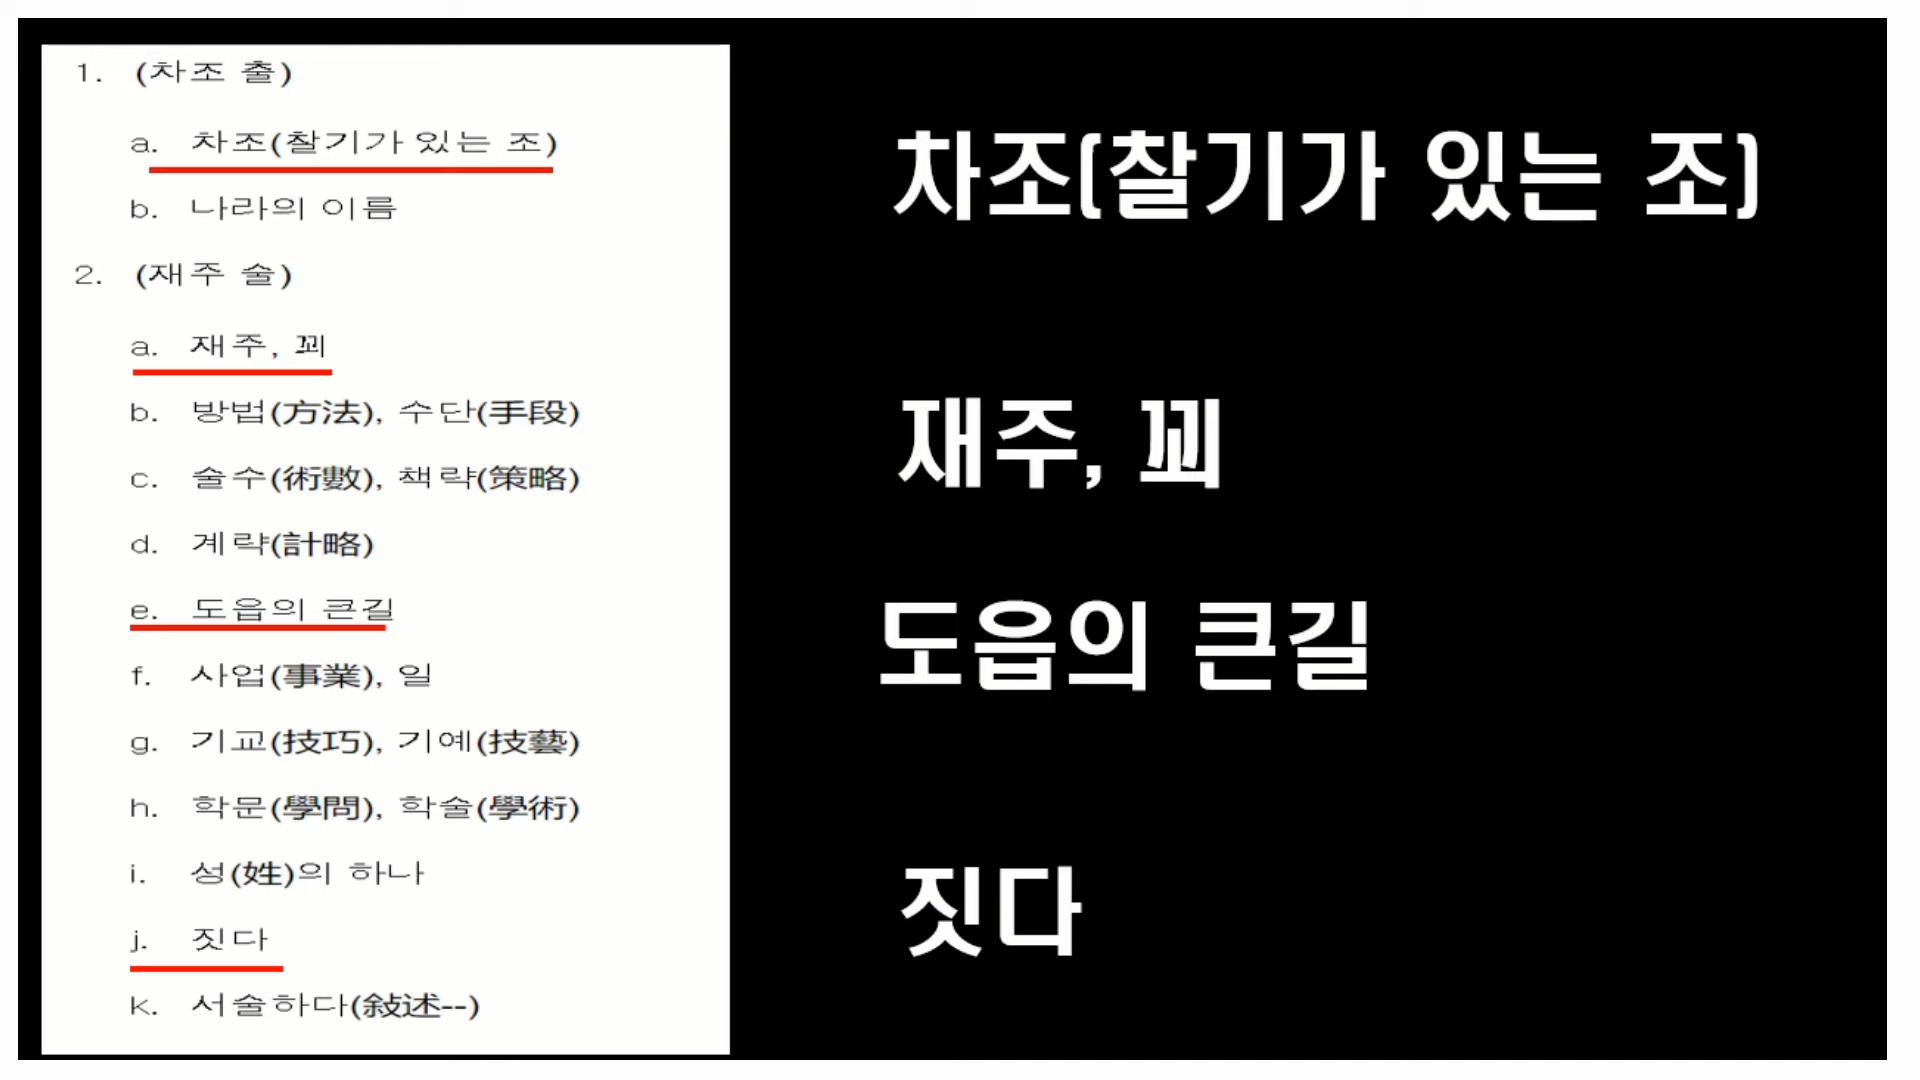 1. (차조 출)
a. 차조(찰기가 있는 조)
b. 나라의 이름
2. (재주 술)
a. 재주, 꾀
b. 방법(方法), 수단(手段)
c. 술수(術數), 책략(策略)
d. 계략(計略)
e. 도읍의 큰길
f. 사업(事業), 일
g. 기교(技巧), 기예(技藝)
h. 학문(學問), 학술(學術)
i. 성(姓)의 하나
j. 짓다
k. 서술하다(敍述--)
차조(찰기가 있는 조)
재주, 꾀
도읍의 큰길
짓다